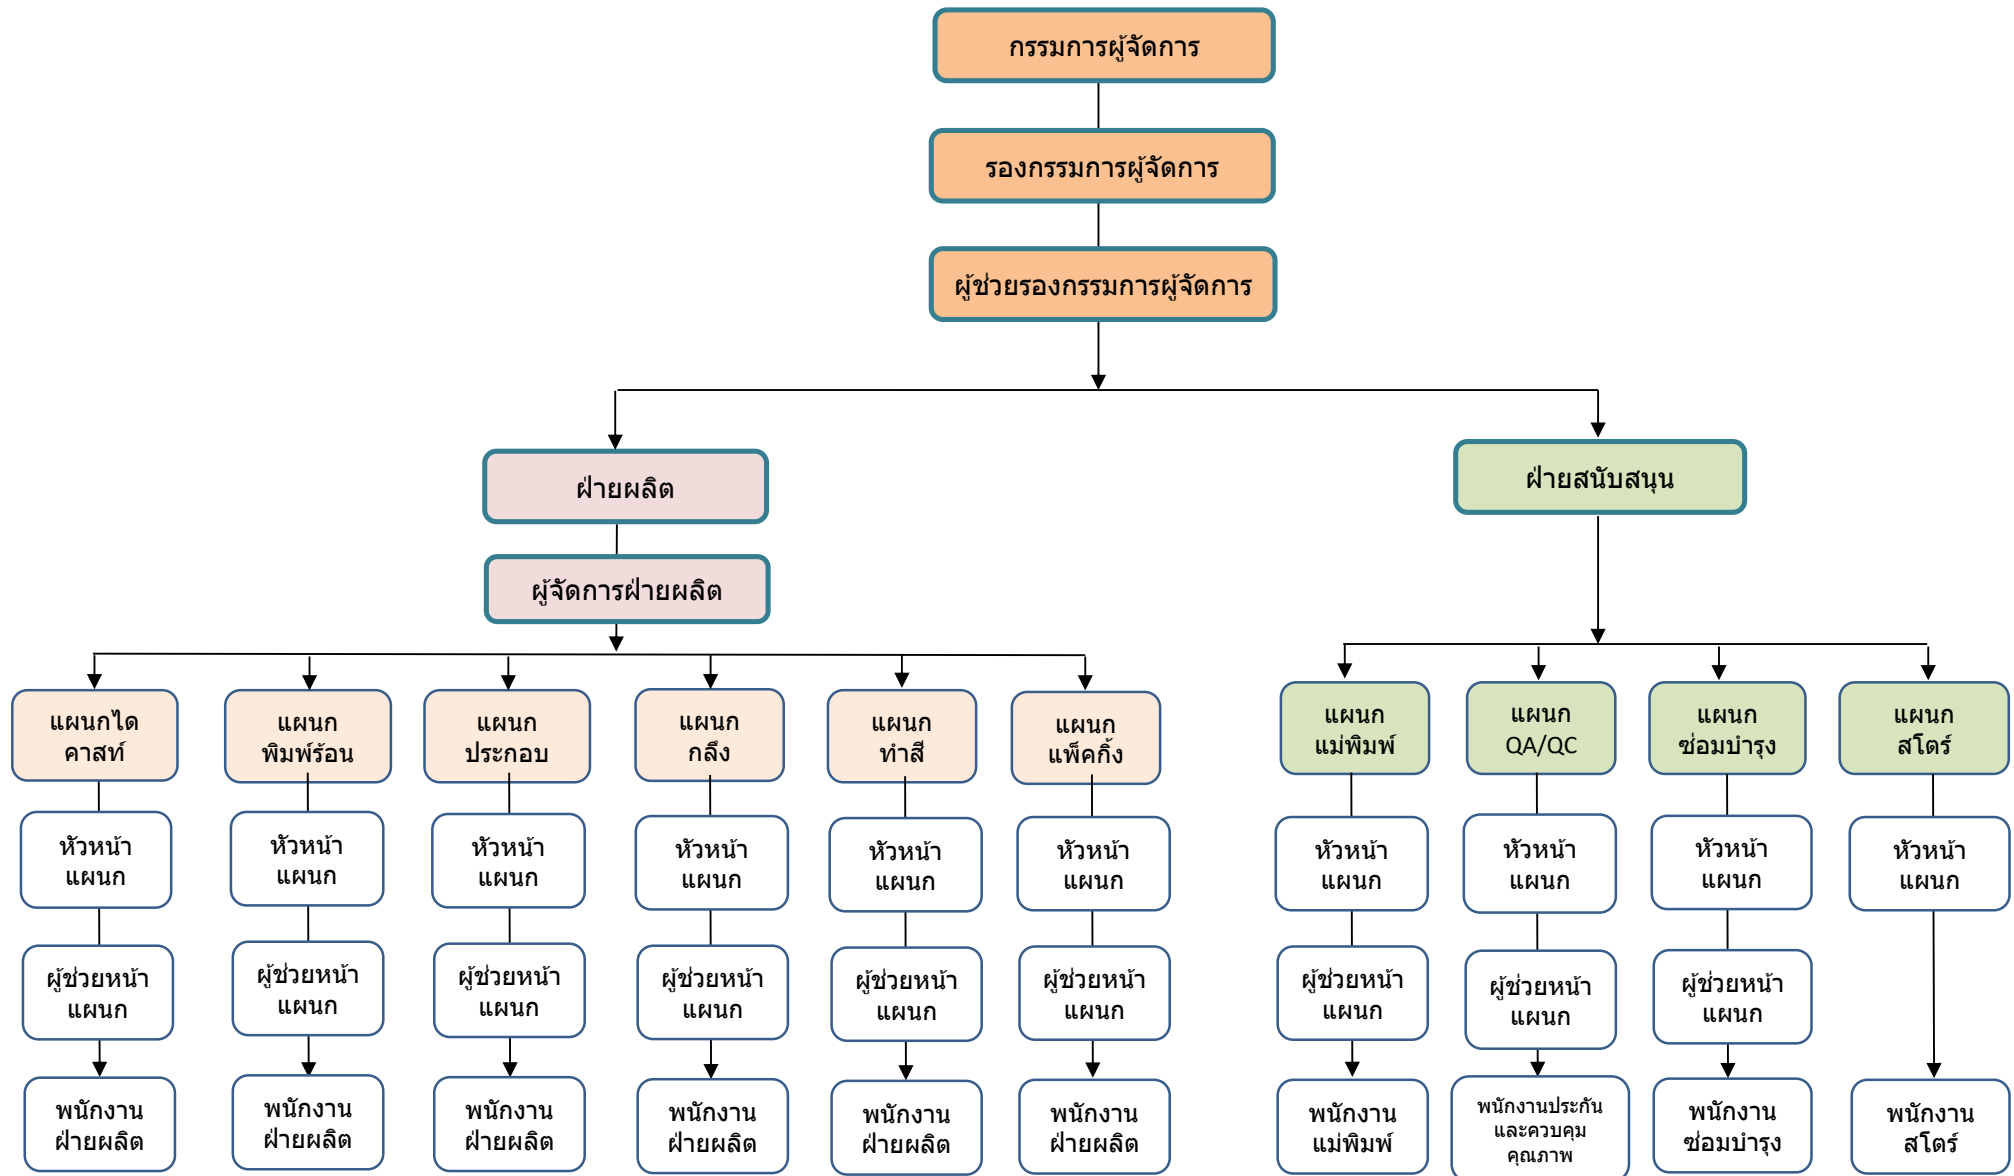 กรรมการผู้จัดการ
รองกรรมการผู้จัดการ
ผู้ช่วยรองกรรมการผู้จัดการ
ฝ่ายผลิต
ฝ่ายสนับสนุน
ผู้จัดการฝ่ายผลิต
แผนกได
คาสท์
แผนก
พิมพ์ร้อน
แผนก
ประกอบ
แผนก
กลึง
แผนก
ทำสี
แผนก
แพ็คกิ้ง
แผนก
แม่พิมพ์
แผนก
QA/QC
แผนก
ซ่อมบำรุง
แผนก
สโตร์
หัวหน้า
แผนก
หัวหน้า
แผนก
หัวหน้า
แผนก
หัวหน้า
แผนก
หัวหน้า
แผนก
หัวหน้า
แผนก
หัวหน้า
แผนก
หัวหน้า
แผนก
หัวหน้า
แผนก
หัวหน้า
แผนก
ผู้ช่วยหน้า
แผนก
ผู้ช่วยหน้า
แผนก
ผู้ช่วยหน้า
แผนก
ผู้ช่วยหน้า
แผนก
ผู้ช่วยหน้า
แผนก
ผู้ช่วยหน้า
แผนก
ผู้ช่วยหน้า
แผนก
ผู้ช่วยหน้า
แผนก
ผู้ช่วยหน้า
แผนก
พนักงาน
ฝ่ายผลิต
พนักงาน
ฝ่ายผลิต
พนักงาน
ฝ่ายผลิต
พนักงาน
ฝ่ายผลิต
พนักงาน
ฝ่ายผลิต
พนักงาน
ฝ่ายผลิต
พนักงาน
แม่พิมพ์
พนักงานประกัน
และควบคุม
คุณภาพ
พนักงาน
ซ่อมบำรุง
พนักงาน
สโตร์